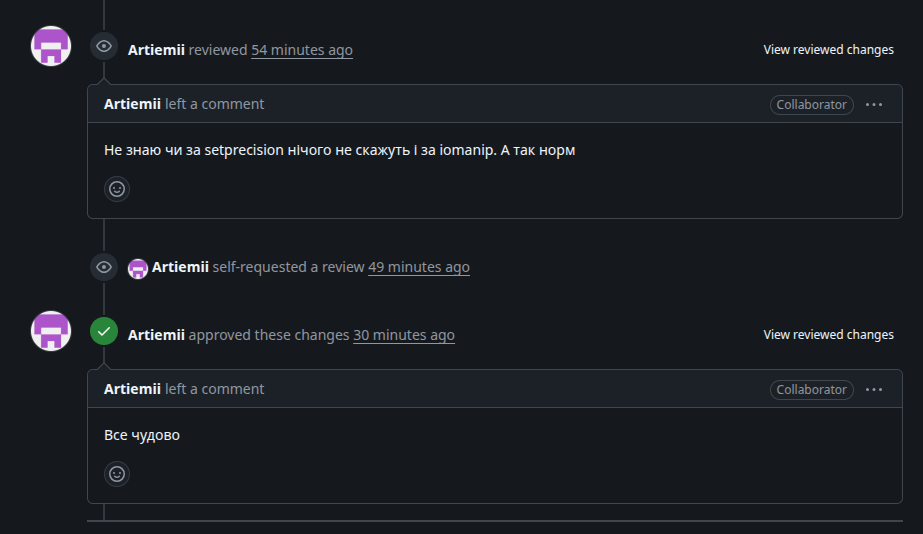 Artiemii reviewed 54 minutes ago
View reviewed changes
Artiemii left a comment
Collaborator ...
Не знаю чи за setprecision нічого не скажуть і за iomanip. А так норм
Artiemii self-requested a review 49 minutes ago
Artiemii approved these changes 30 minutes ago
View reviewed changes
Artiemii left a comment
Collaborator ...
Все чудово